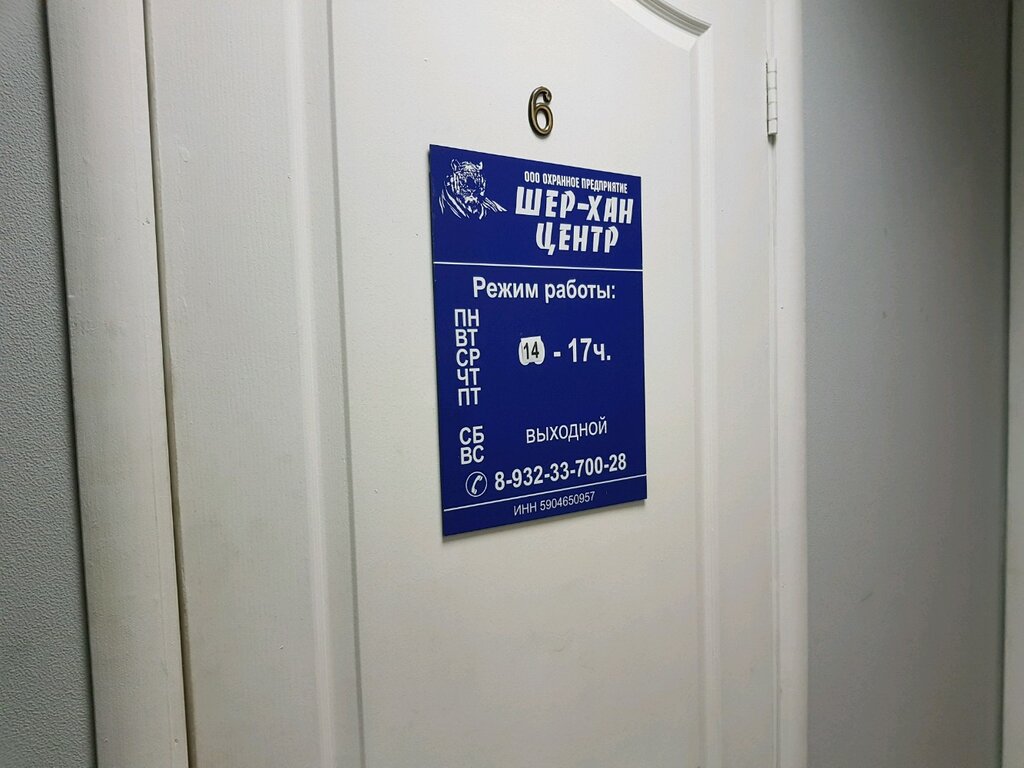 6
ООО ОХРАННОЕ ПРЕДПРИЯТИЕ
ШЕР-ХАН
ЦЕНТР
Режим работы:
ПН
ВТ
СР 14 - 17ч.
ЧТ
ПТ
СБ ВЫХОДНОЙ
ВС
8-932-33-700-28
ИНН 5904650957